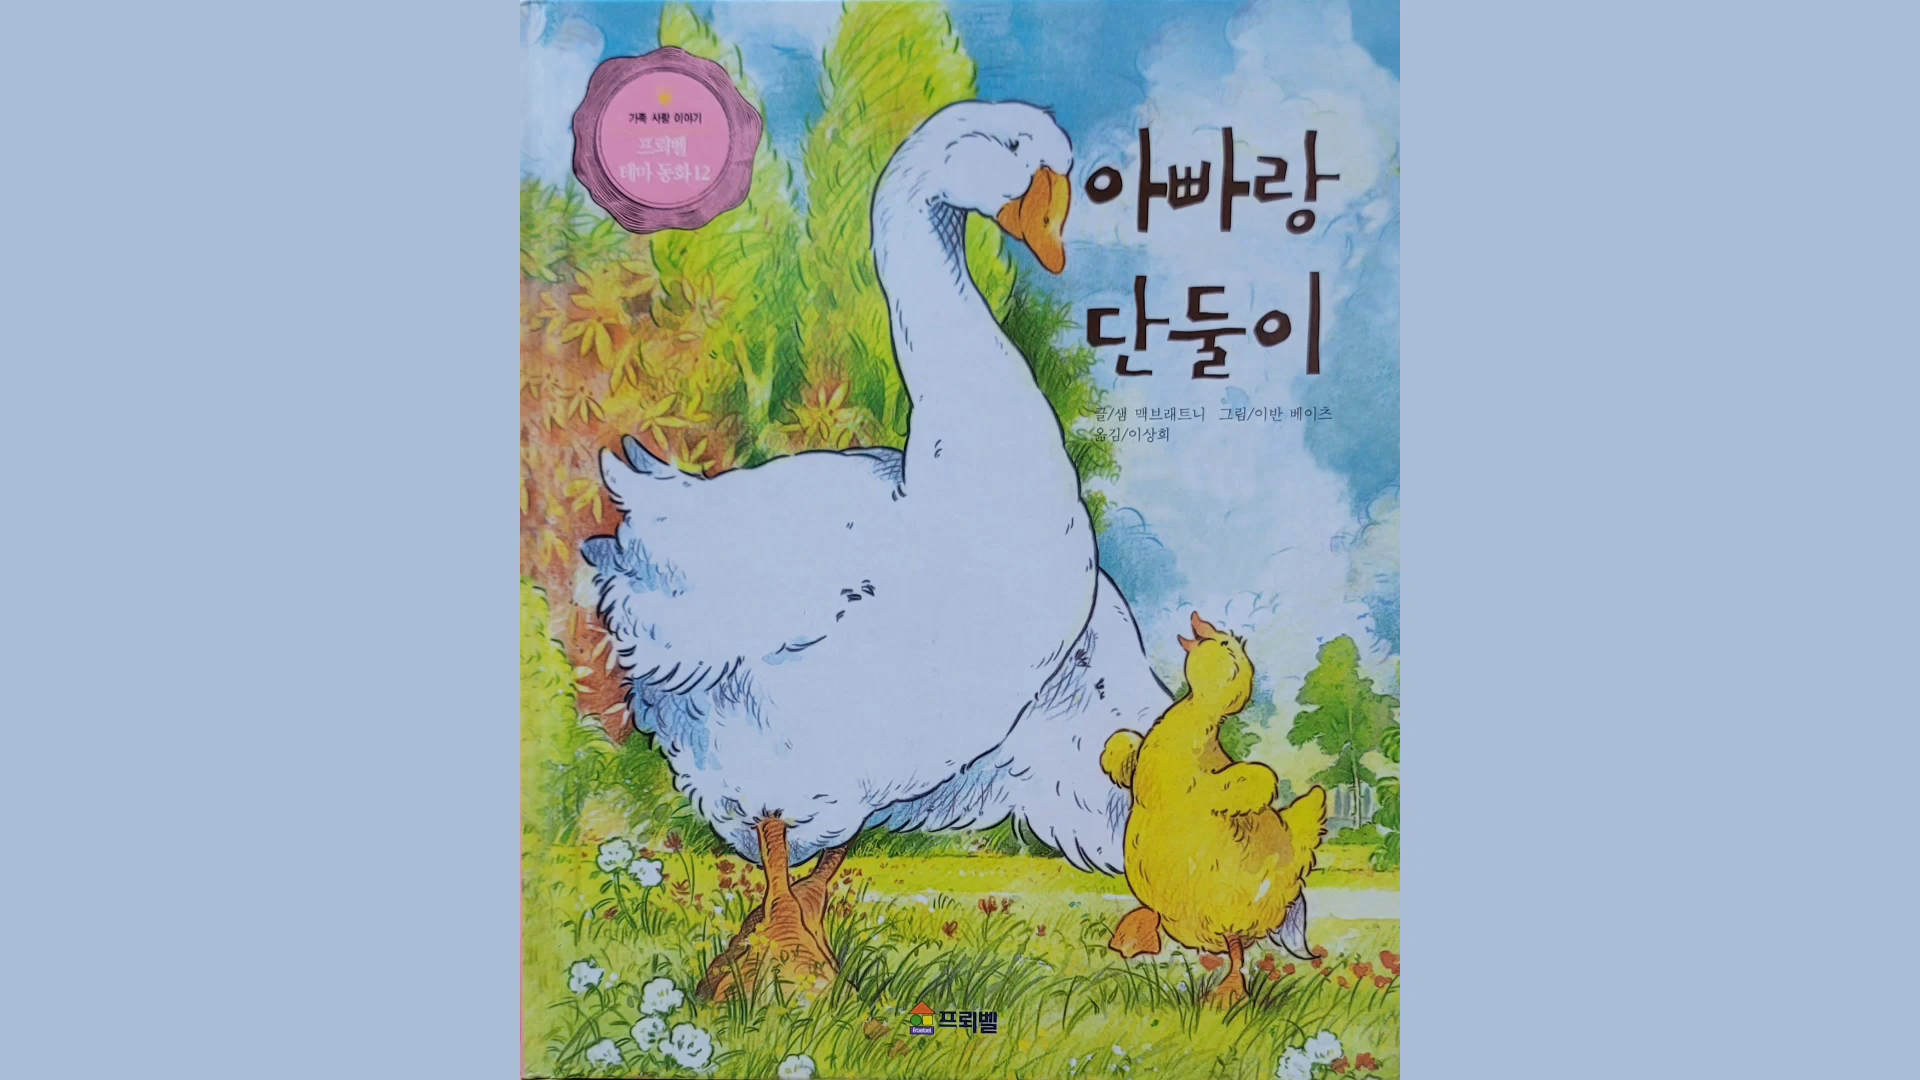 가족 사랑 이야기
프뢰벨
테마 동화 12
아빠랑
단둘이
글/샘 맥브래트니 그림/이반 베이츠
옮김/이상희
Froebel 프뢰벨